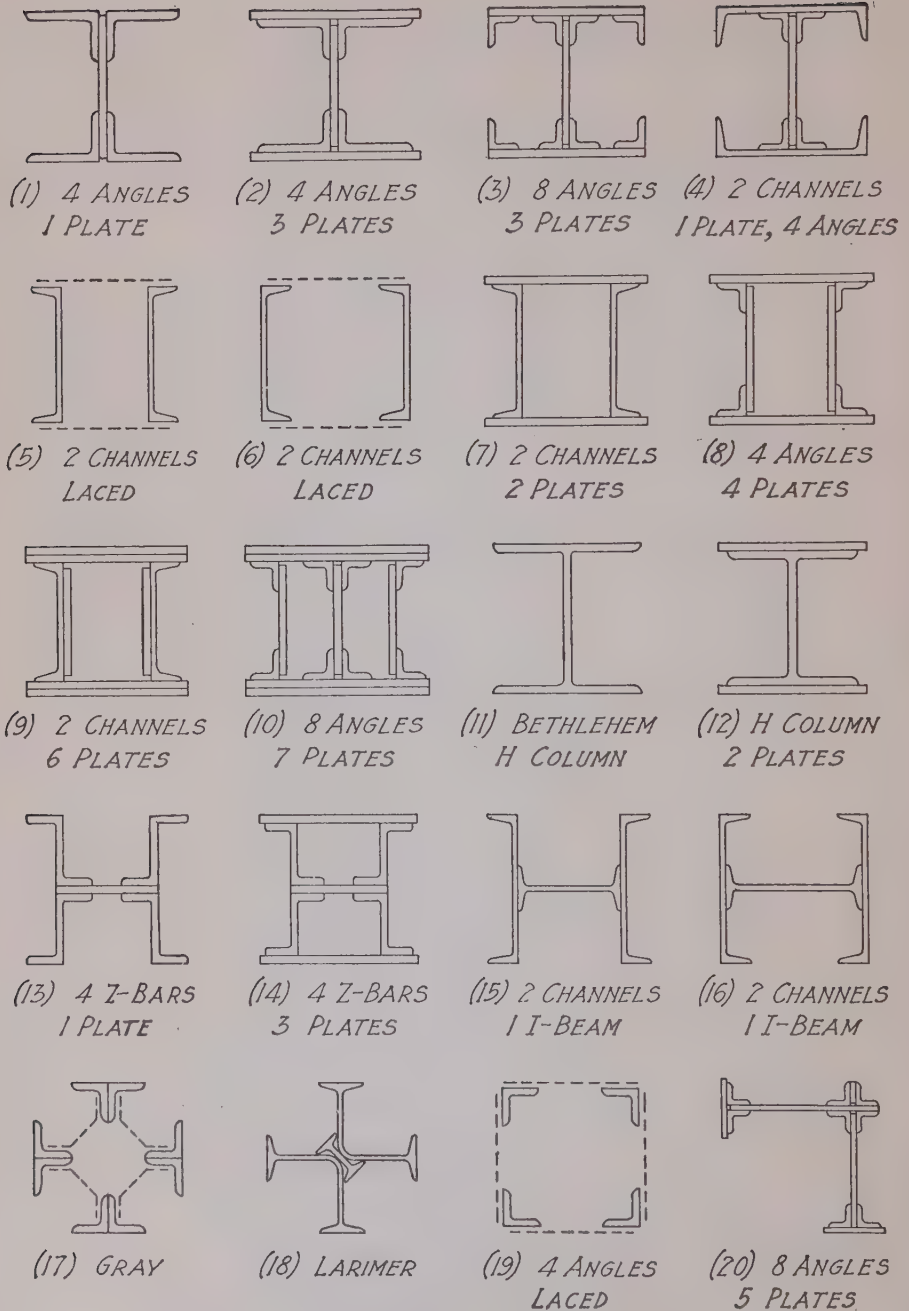 (1) 4 ANGLES
1 PLATE
(2) 4 ANGLES
3 PLATES
(3) 8 ANGLES
3 PLATES
(4) 2 CHANNELS
1 PLATE, 4 ANGLES
(5) 2 CHANNELS
LACED
(6) 2 CHANNELS
LACED
(7) 2 CHANNELS
2 PLATES
(8) 4 ANGLES
4 PLATES
(9) 2 CHANNELS
6 PLATES
(10) 8 ANGLES
7 PLATES
(11) BETHLEHEM
H COLUMN
(12) H COLUMN
2 PLATES
(13) 4 Z-BARS
1 PLATE
(14) 4 Z-BARS
3 PLATES
(15) 2 CHANNELS
1 I-BEAM
(16) 2 CHANNELS
1 I-BEAM
(17) GRAY
(18) LARIMER
(19) 4 ANGLES
LACED
(20) 8 ANGLES
5 PLATES